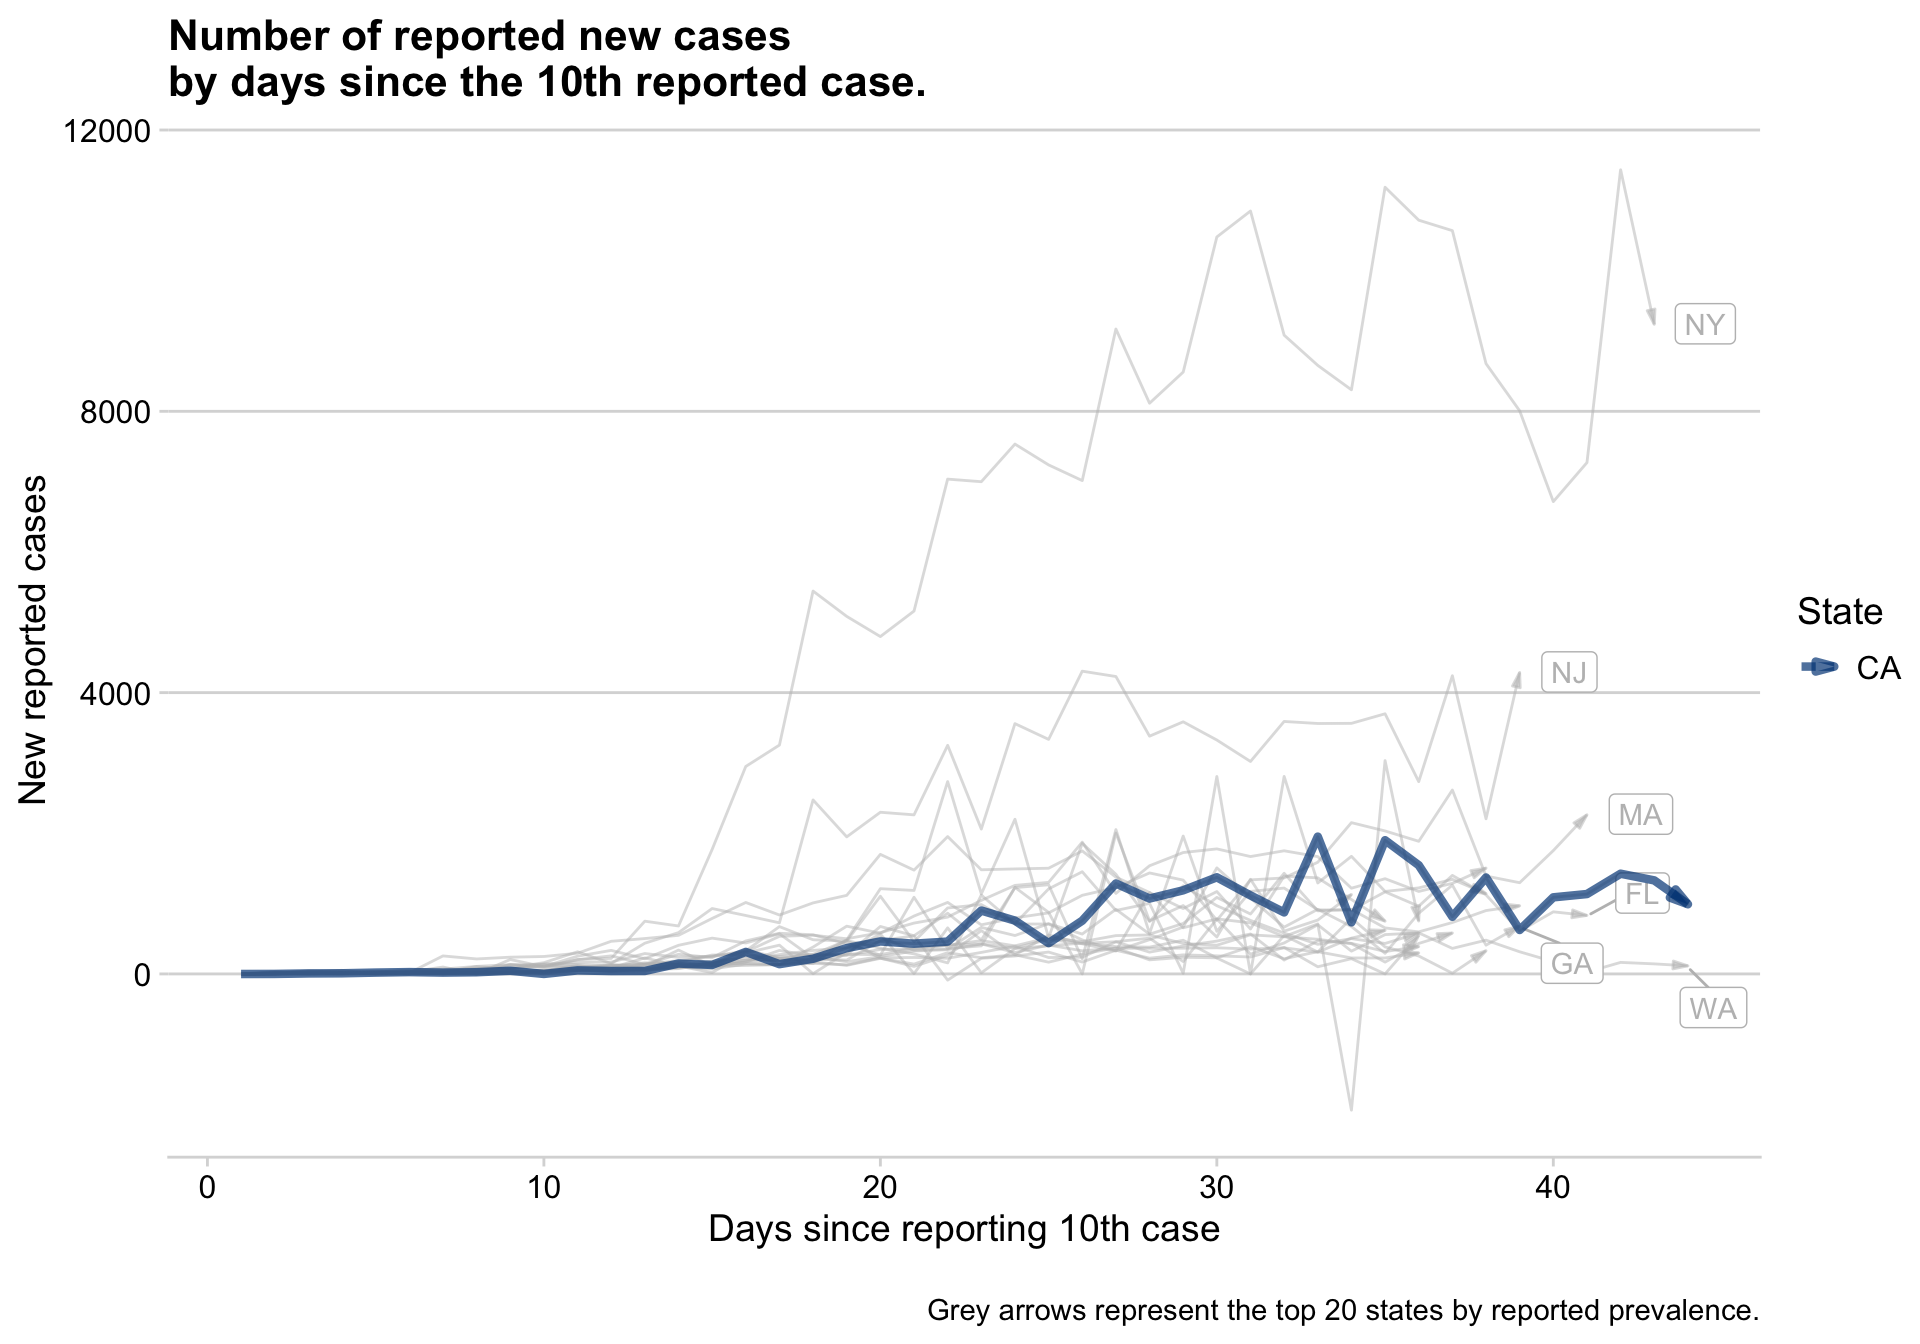 Number of reported new cases
by days since the 10th reported case.
12000
8000
4000
0
New reported cases
NY
NJ
MA
FL
GA
WA
State
CA
0 10 20 30 40
Days since reporting 10th case
Grey arrows represent the top 20 states by reported prevalence.